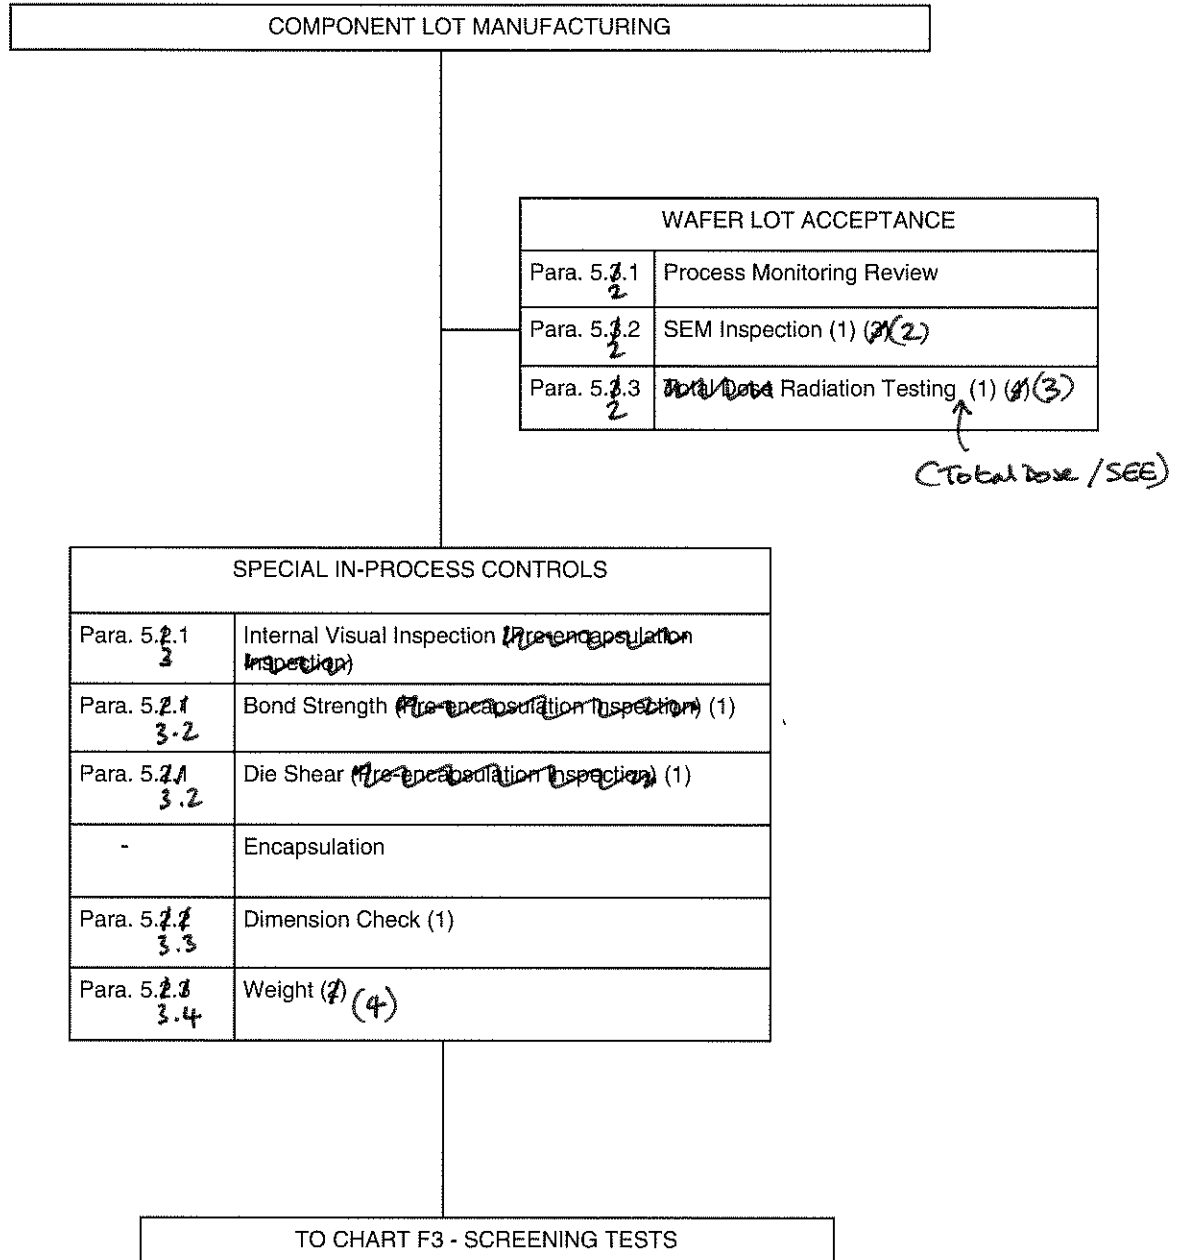 COMPONENT LOT MANUFACTURING
WAFER LOT ACCEPTANCE
Para. 5.3.1 Process Monitoring Review
2
Para. 5.3.2 SEM Inspection (1) (3) (2)
2
Para. 5.3.3 Total Dose Radiation Testing (1) (4) (3)
2
(Total Dose / SEE)
SPECIAL IN-PROCESS CONTROLS
Para. 5.2.1 Internal Visual Inspection (Pre-encapsulation
3 Inspection)
Para. 5.2.1 Bond Strength (Pre-encapsulation Inspection) (1)
3.2
Para. 5.2.1 Die Shear (Pre-encapsulation Inspection) (1)
3.2
- Encapsulation
Para. 5.2.2 Dimension Check (1)
3.3
Para. 5.2.3 Weight (2) (4)
3.4
TO CHART F3 - SCREENING TESTS